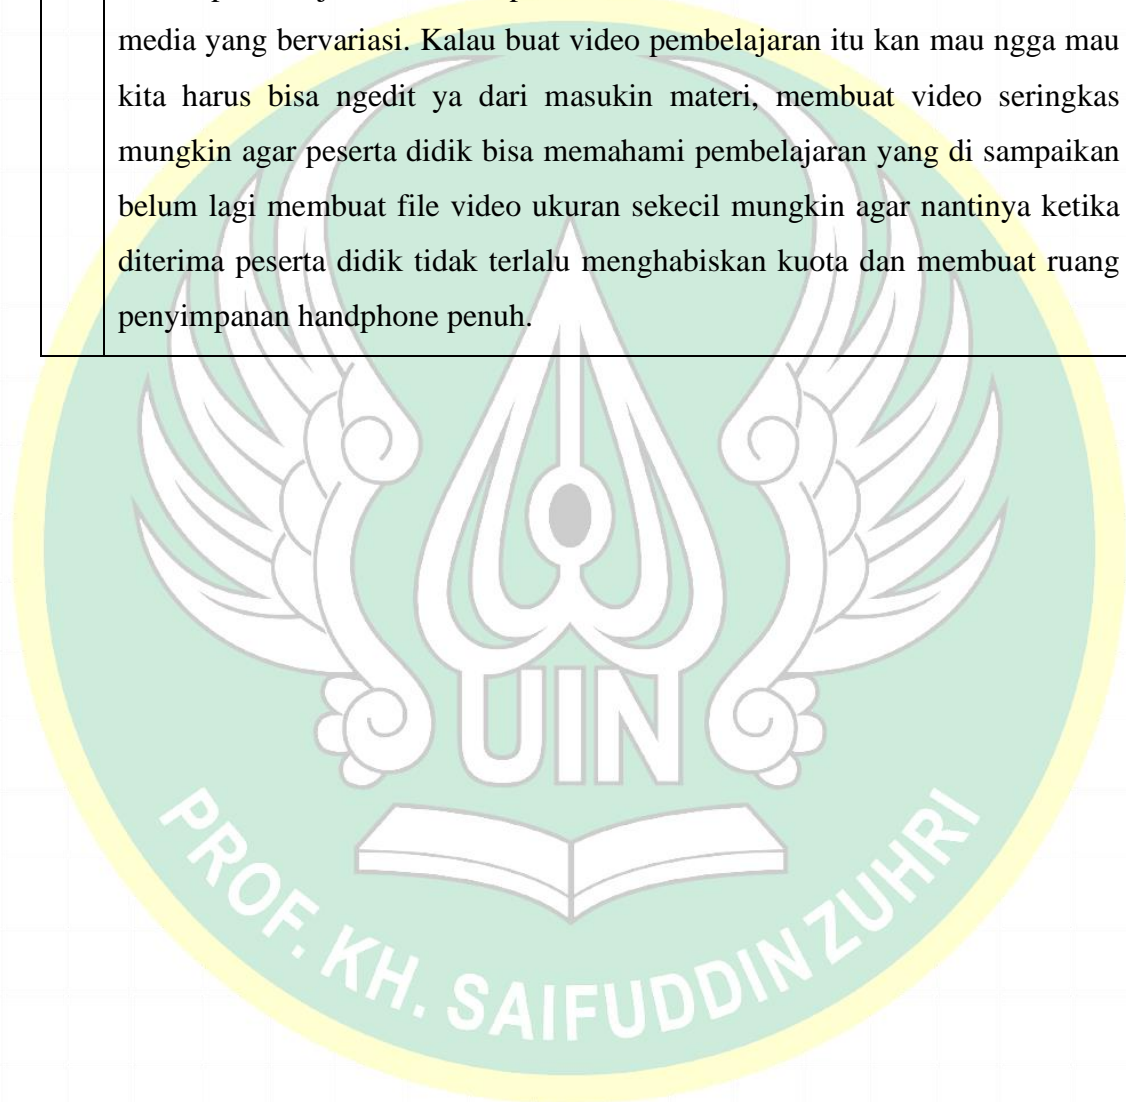 media yang bervariasi. Kalau buat video pembelajaran itu kan mau ngga mau
kita harus bisa ngedit ya dari masukin materi, membuat video seringkas
mungkin agar peserta didik bisa memahami pembelajaran yang di sampaikan
belum lagi membuat file video ukuran sekecil mungkin agar nantinya ketika
diterima peserta didik tidak terlalu menghabiskan kuota dan membuat ruang
penyimpanan handphone penuh.
UIN
PROF. KH. SAIFUDDIN ZUHRI